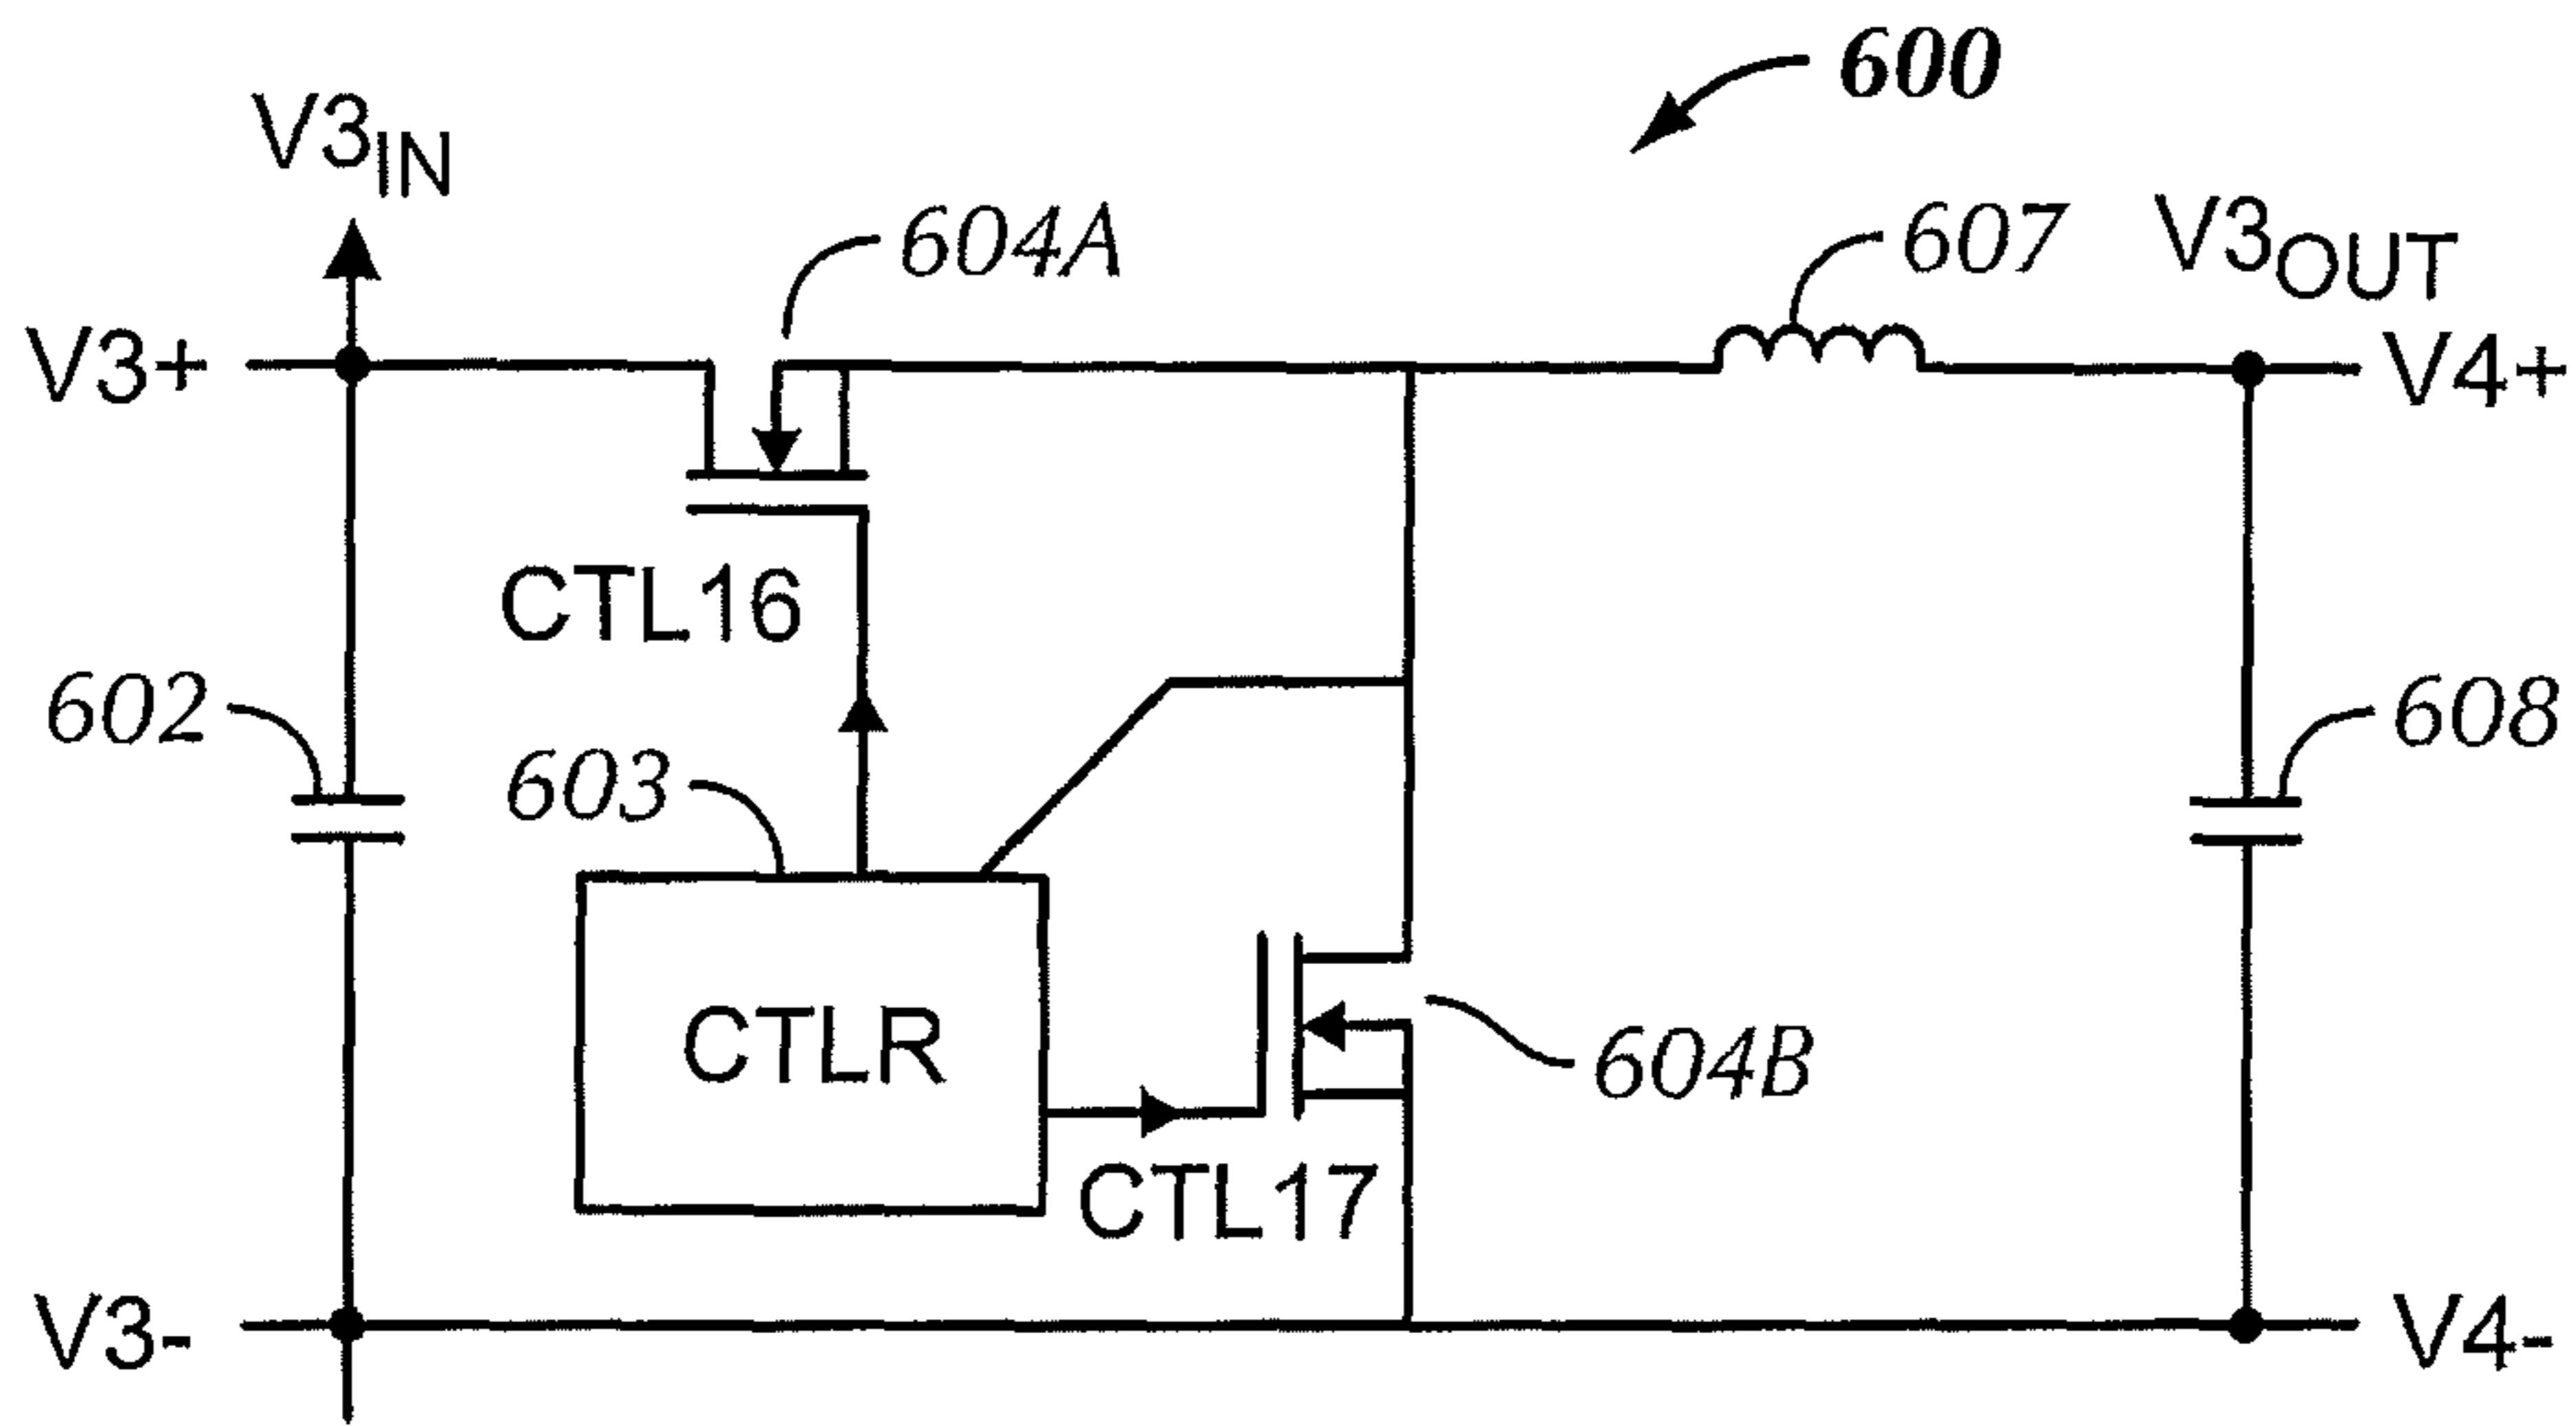 600
V3IN
604A
607
V3OUT
V3+
V4+
CTL16
602
603
608
CTLR
604B
CTL17
V3-
V4-